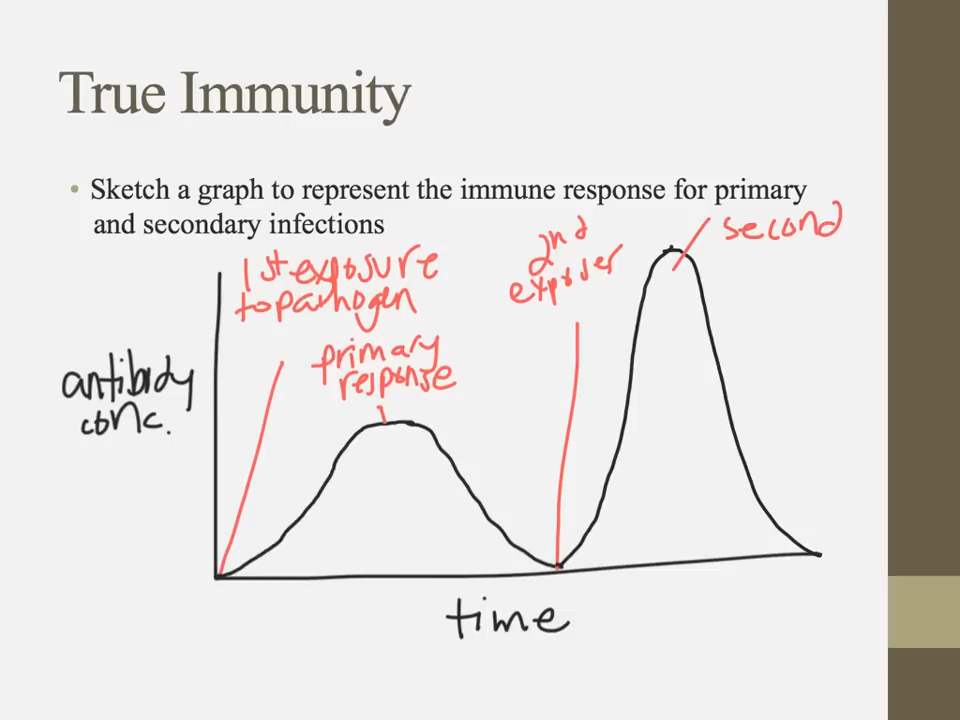 True Immunity
• Sketch a graph to represent the immune response for primary
and secondary infections
1st exposure
to pathogen
2nd
exposer
second
primary
response
antibody
conc.
time